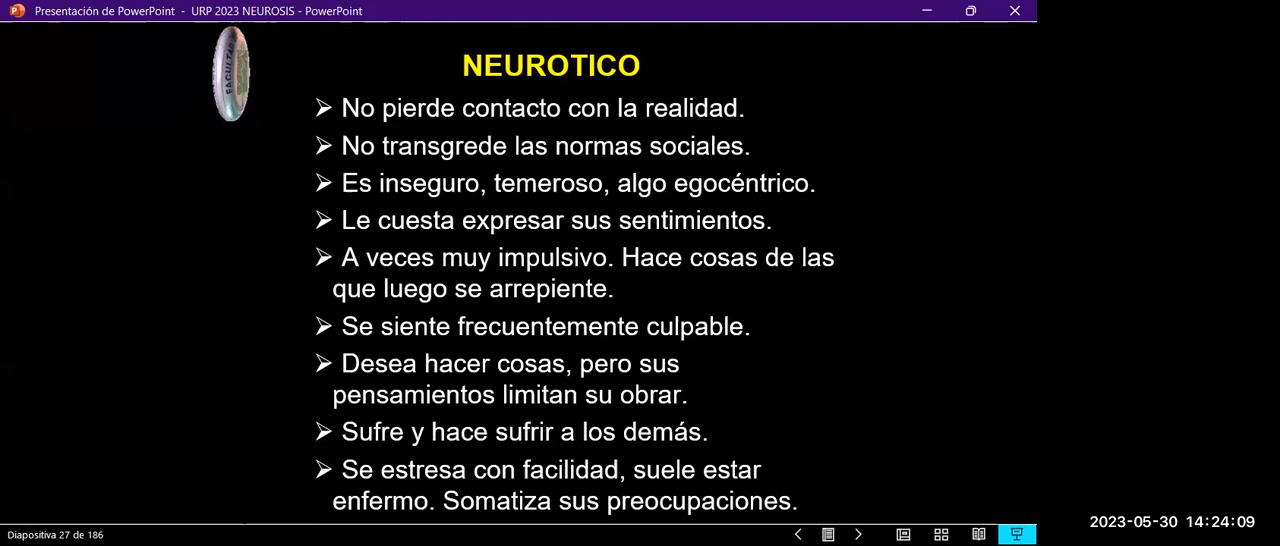 Presentación de PowerPoint - URP 2023 NEUROSIS - PowerPoint
FACULTAD
NEUROTICO
➢ No pierde contacto con la realidad.
➢ No transgrede las normas sociales.
➢ Es inseguro, temeroso, algo egocéntrico.
➢ Le cuesta expresar sus sentimientos.
➢ A veces muy impulsivo. Hace cosas de las
que luego se arrepiente.
➢ Se siente frecuentemente culpable.
➢ Desea hacer cosas, pero sus
pensamientos limitan su obrar.
➢ Sufre y hace sufrir a los demás.
➢ Se estresa con facilidad, suele estar
enfermo. Somatiza sus preocupaciones.
Diapositiva 27 de 186
2023-05-30 14:24:09